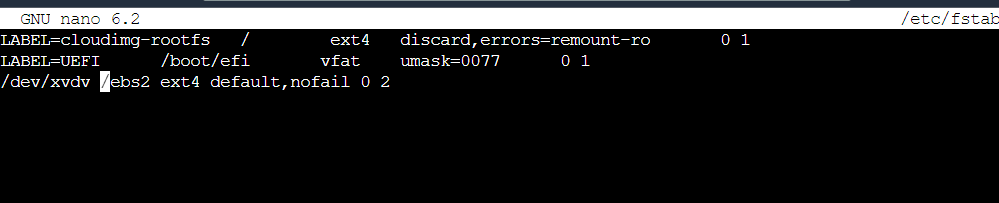 GNU nano 6.2 /etc/fstab
LABEL=cloudimg-rootfs / ext4 discard,errors=remount-ro 0 1
LABEL=UEFI /boot/efi vfat umask=0077 0 1
/dev/xvdv /ebs2 ext4 default,nofail 0 2